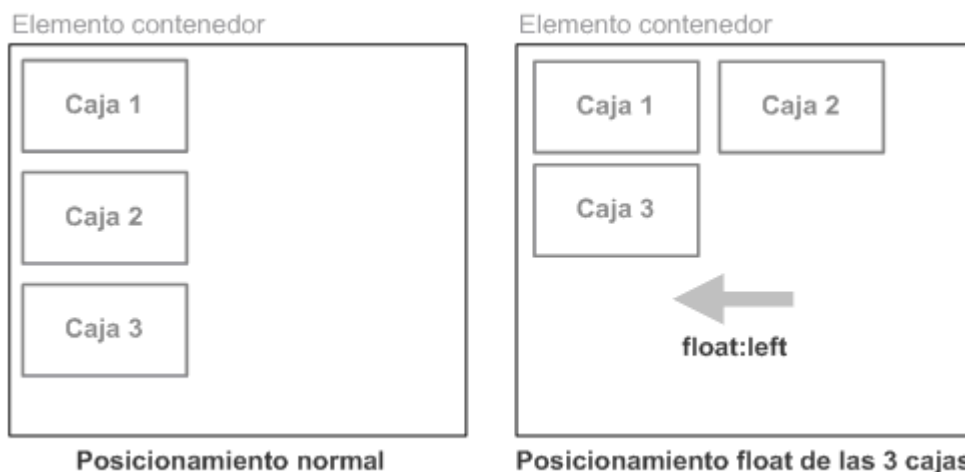 Elemento contenedor
Caja 1
Caja 2
Caja 3
Posicionamiento normal
Elemento contenedor
Caja 1 Caja 2
Caja 3
float:left
Posicionamiento float de las 3 cajas